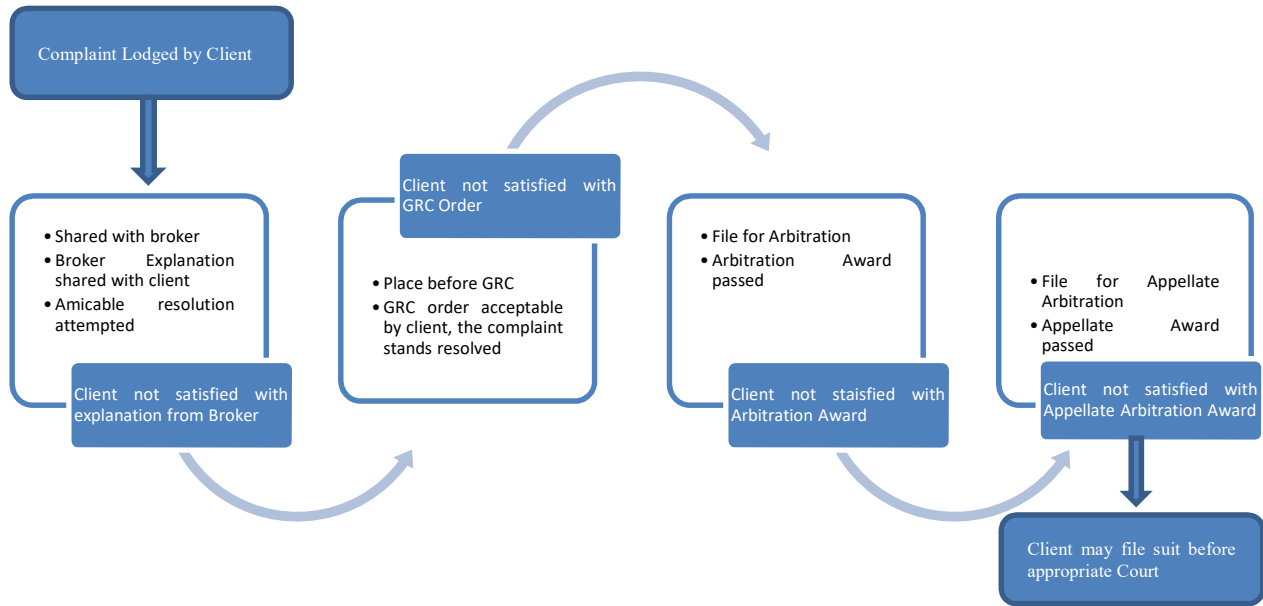 Complaint Lodged by Client
• Shared with broker
• Broker Explanation
shared with client
• Amicable resolution
attempted
Client not satisfied with
explanation from Broker
Client not satisfied with
GRC Order
• Place before GRC
• GRC order acceptable
by client, the complaint
stands resolved
• File for Arbitration
• Arbitration Award
passed
Client not staisfied with
Arbitration Award
• File for Appellate
Arbitration
• Appellate Award
passed
Client not satisfied with
Appellate Arbitration Award
Client may file suit before
appropriate Court